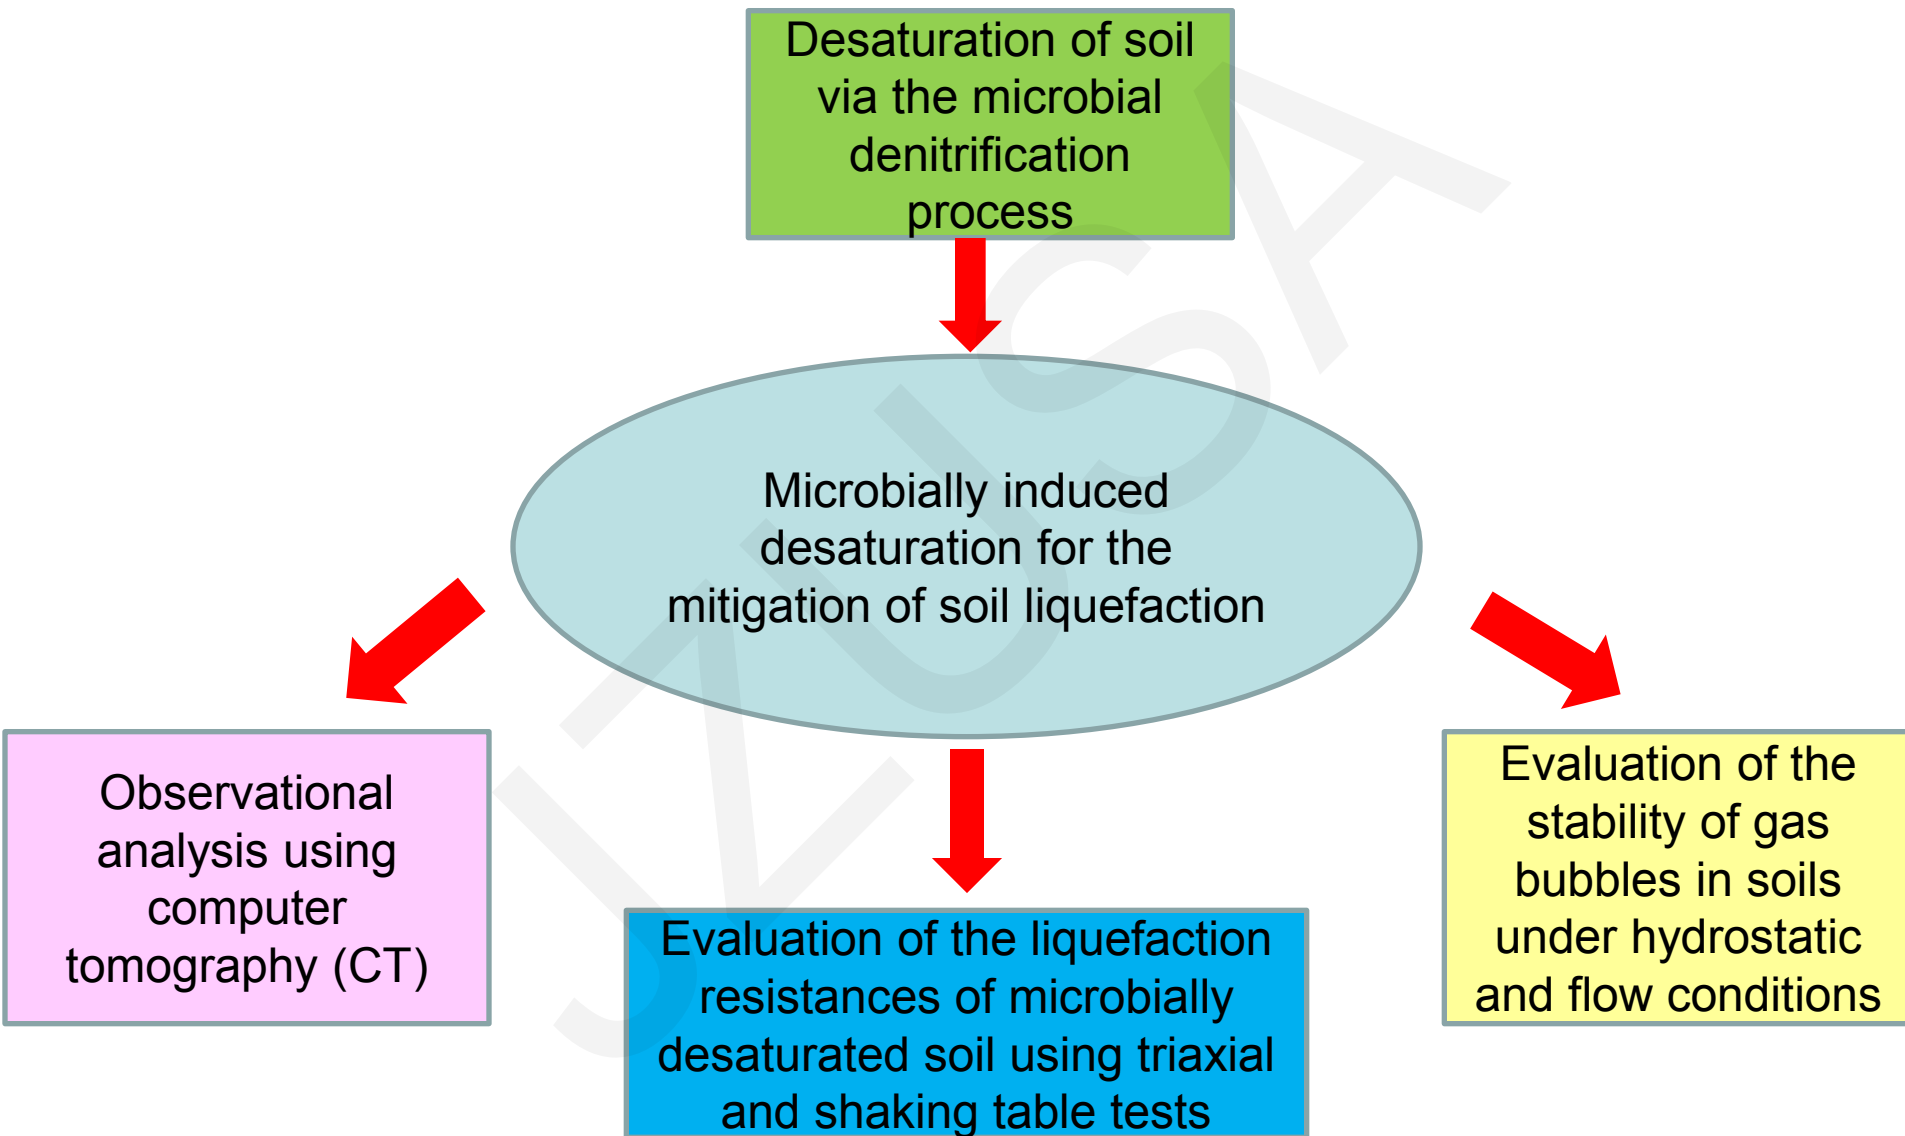 Desaturation of soil
via the microbial
denitrification
process
Microbially induced
desaturation for the
mitigation of soil liquefaction
Observational
analysis using
computer
tomography (CT)
Evaluation of the liquefaction
resistances of microbially
desaturated soil using triaxial
and shaking table tests
Evaluation of the
stability of gas
bubbles in soils
under hydrostatic
and flow conditions
JZUSA